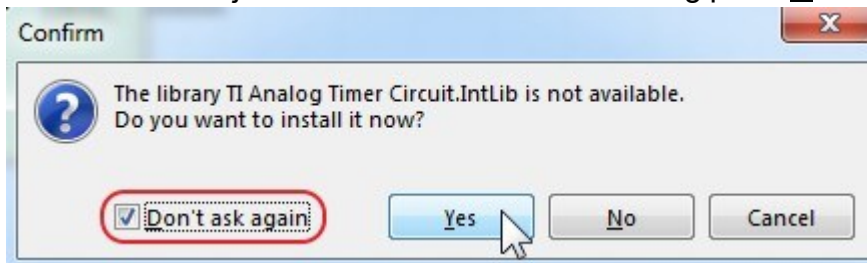 Confirm
The library TI Analog Timer Circuit.IntLib is not available.
Do you want to install it now?
Don't ask again
Yes
No
Cancel